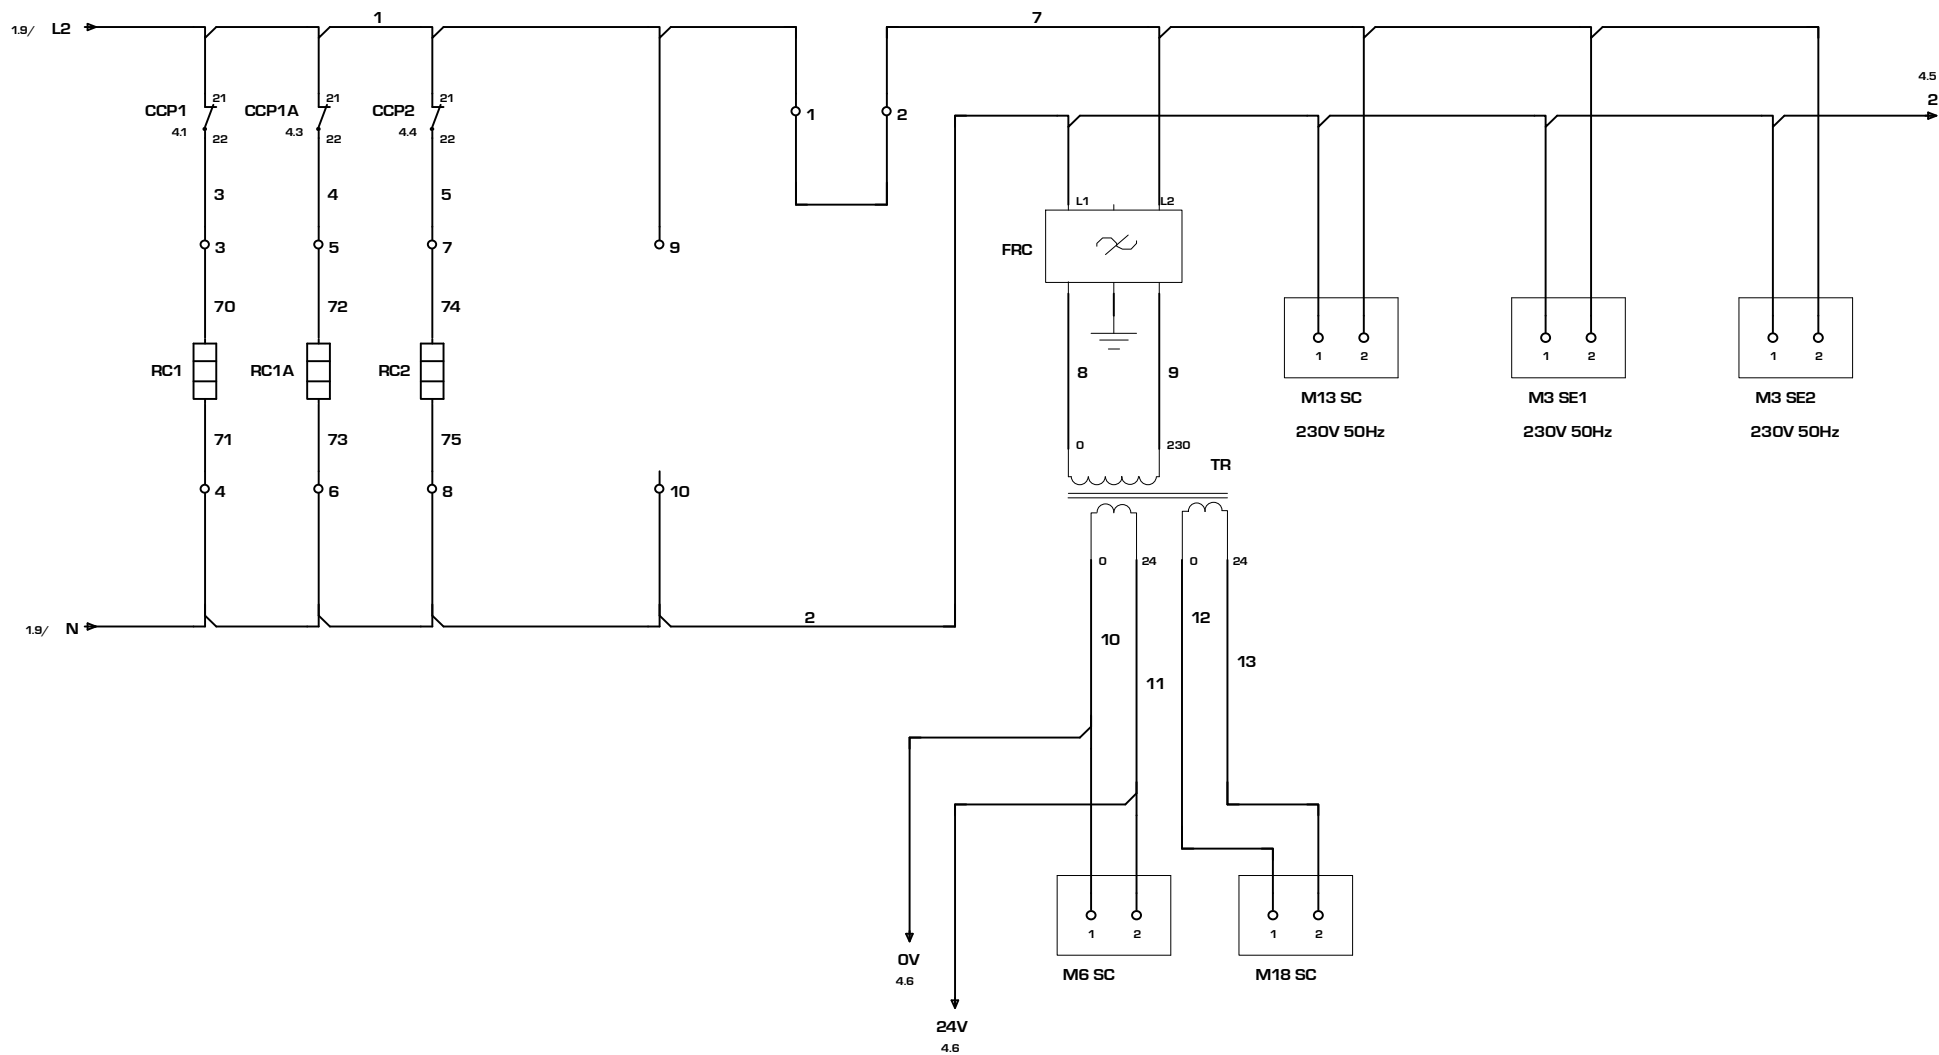 1 7
1.9/ L2
4.5
2
21 21 21
CCP1 CCP1A CCP2 1 2
4.1 4.3 4.4
22 22 22
3 4 5
L1 L2
3 5 7 9 FRC
70 72 74
1 2 1 2 1 2
RC1 RC1A RC2 8 9
M13 SC M3 SE1 M3 SE2
230V 50Hz 230V 50Hz 230V 50Hz
71 73 75
0 230
TR
4 6 8 10
0 24 0 24
2 12
1.9/ N
10
13
11
1 2 1 2
0V
M6 SC M18 SC
4.6
24V
4.6